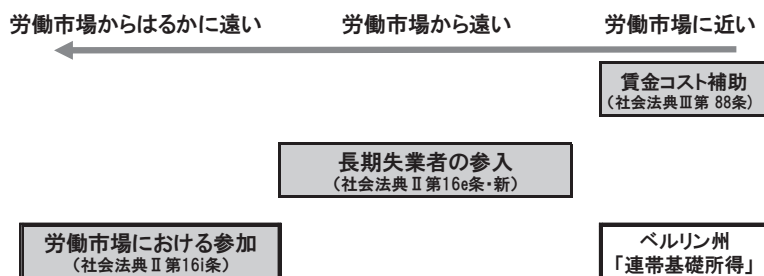 労働市場からはるかに遠い 労働市場から遠い 労働市場に近い
賃金コスト補助
（社会法典Ⅲ第 88条）
長期失業者の参入
（社会法典Ⅱ第16e条・新）
労働市場における参加
（社会法典Ⅱ第16i条）
ベルリン州
「連帯基礎所得」